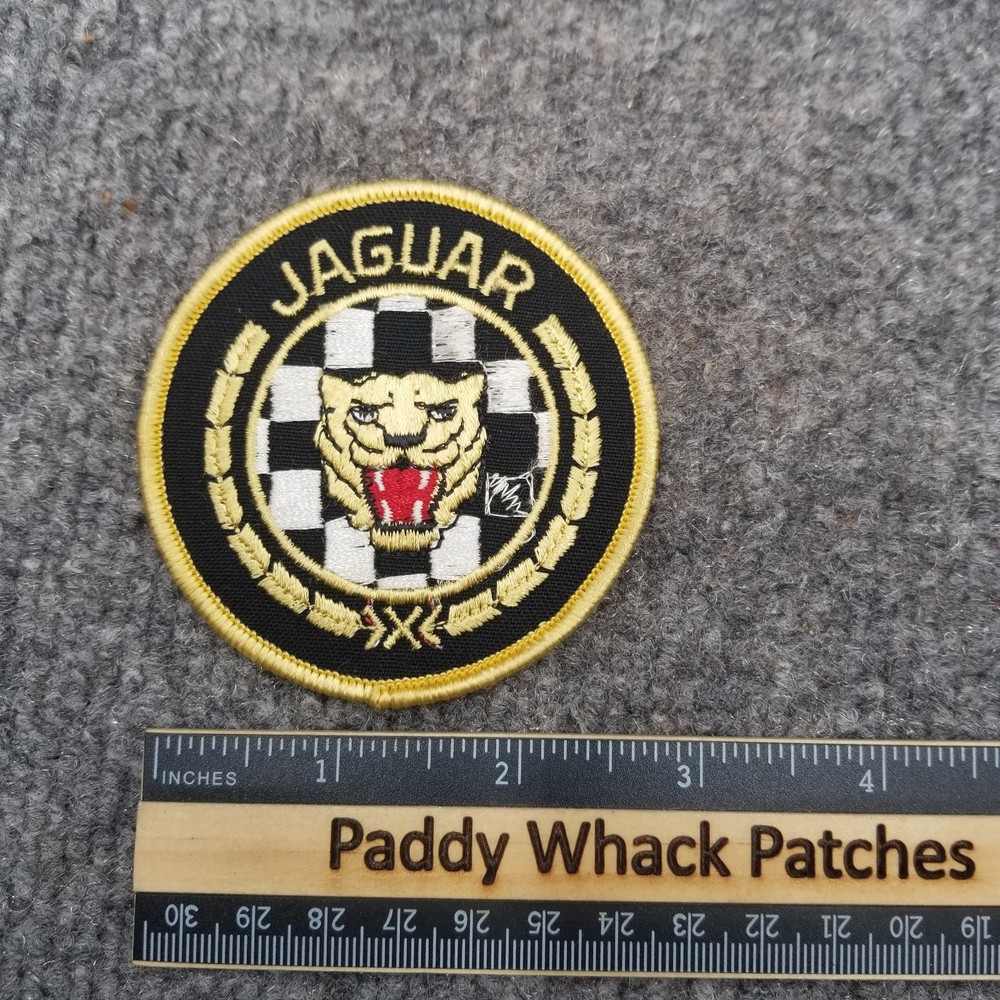 JAGUAR
INCHES 1 2 3 4
Paddy Whack Patches
30 29 28 27 26 25 24 23 22 21 20 19